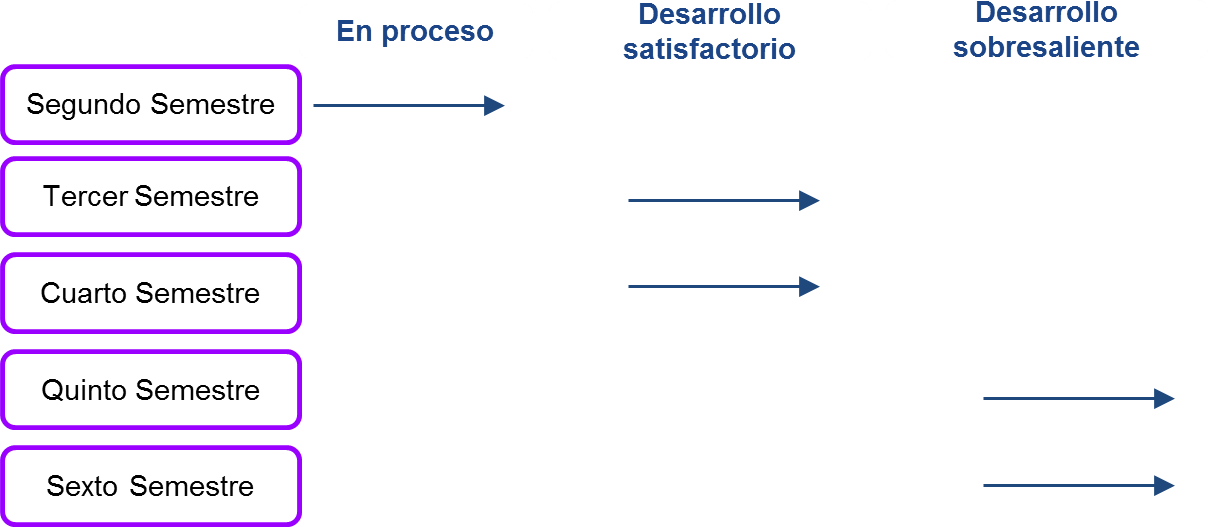 En proceso
Desarrollo
satisfactorio
Desarrollo
sobresaliente
Segundo Semestre
Tercer Semestre
Cuarto Semestre
Quinto Semestre
Sexto Semestre